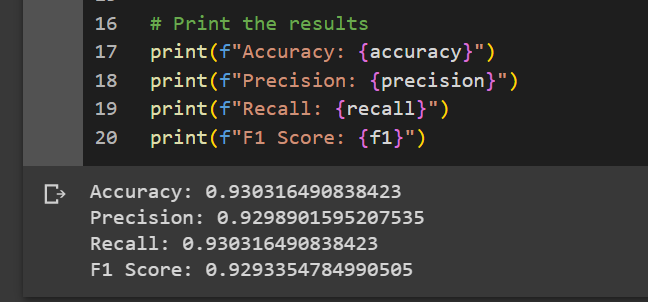 16 # Print the results
17 print(f"Accuracy: {accuracy}")
18 print(f"Precision: {precision}")
19 print(f"Recall: {recall}")
20 print(f"F1 Score: {f1}")
Accuracy: 0.930316490838423
Precision: 0.9298901595207535
Recall: 0.930316490838423
F1 Score: 0.9293354784990505